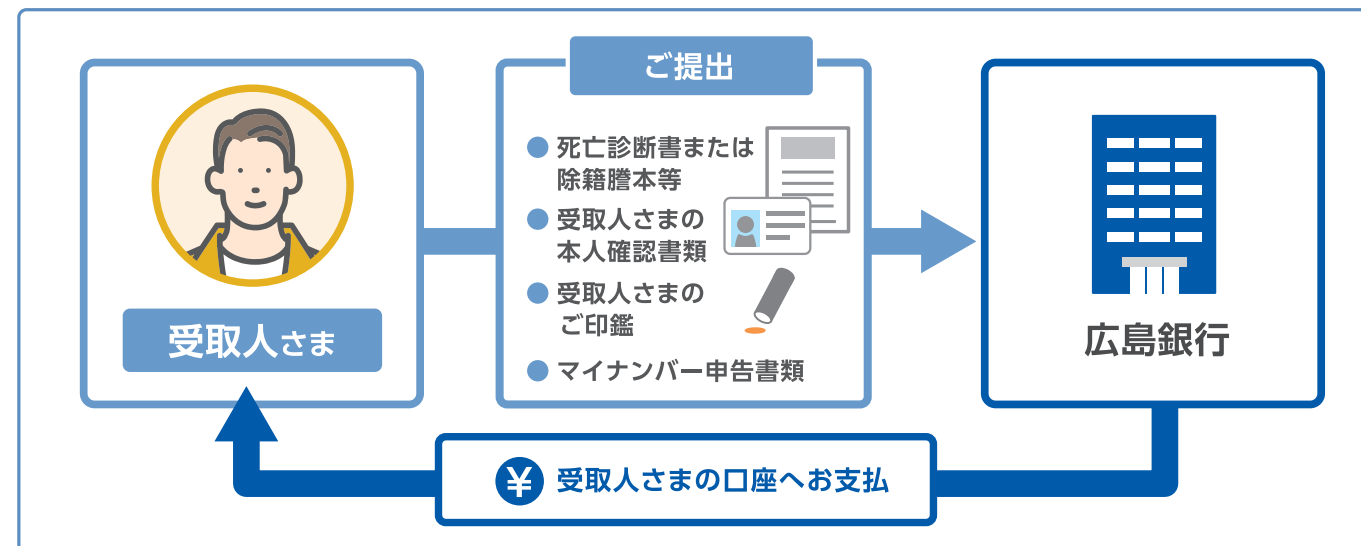 ご提出
死亡診断書または
除籍謄本等
受取人さまの
本人確認書類
受取人さまの
ご印鑑
マイナンバー申告書類
受取人さま
広島銀行
¥ 受取人さまの口座へお支払